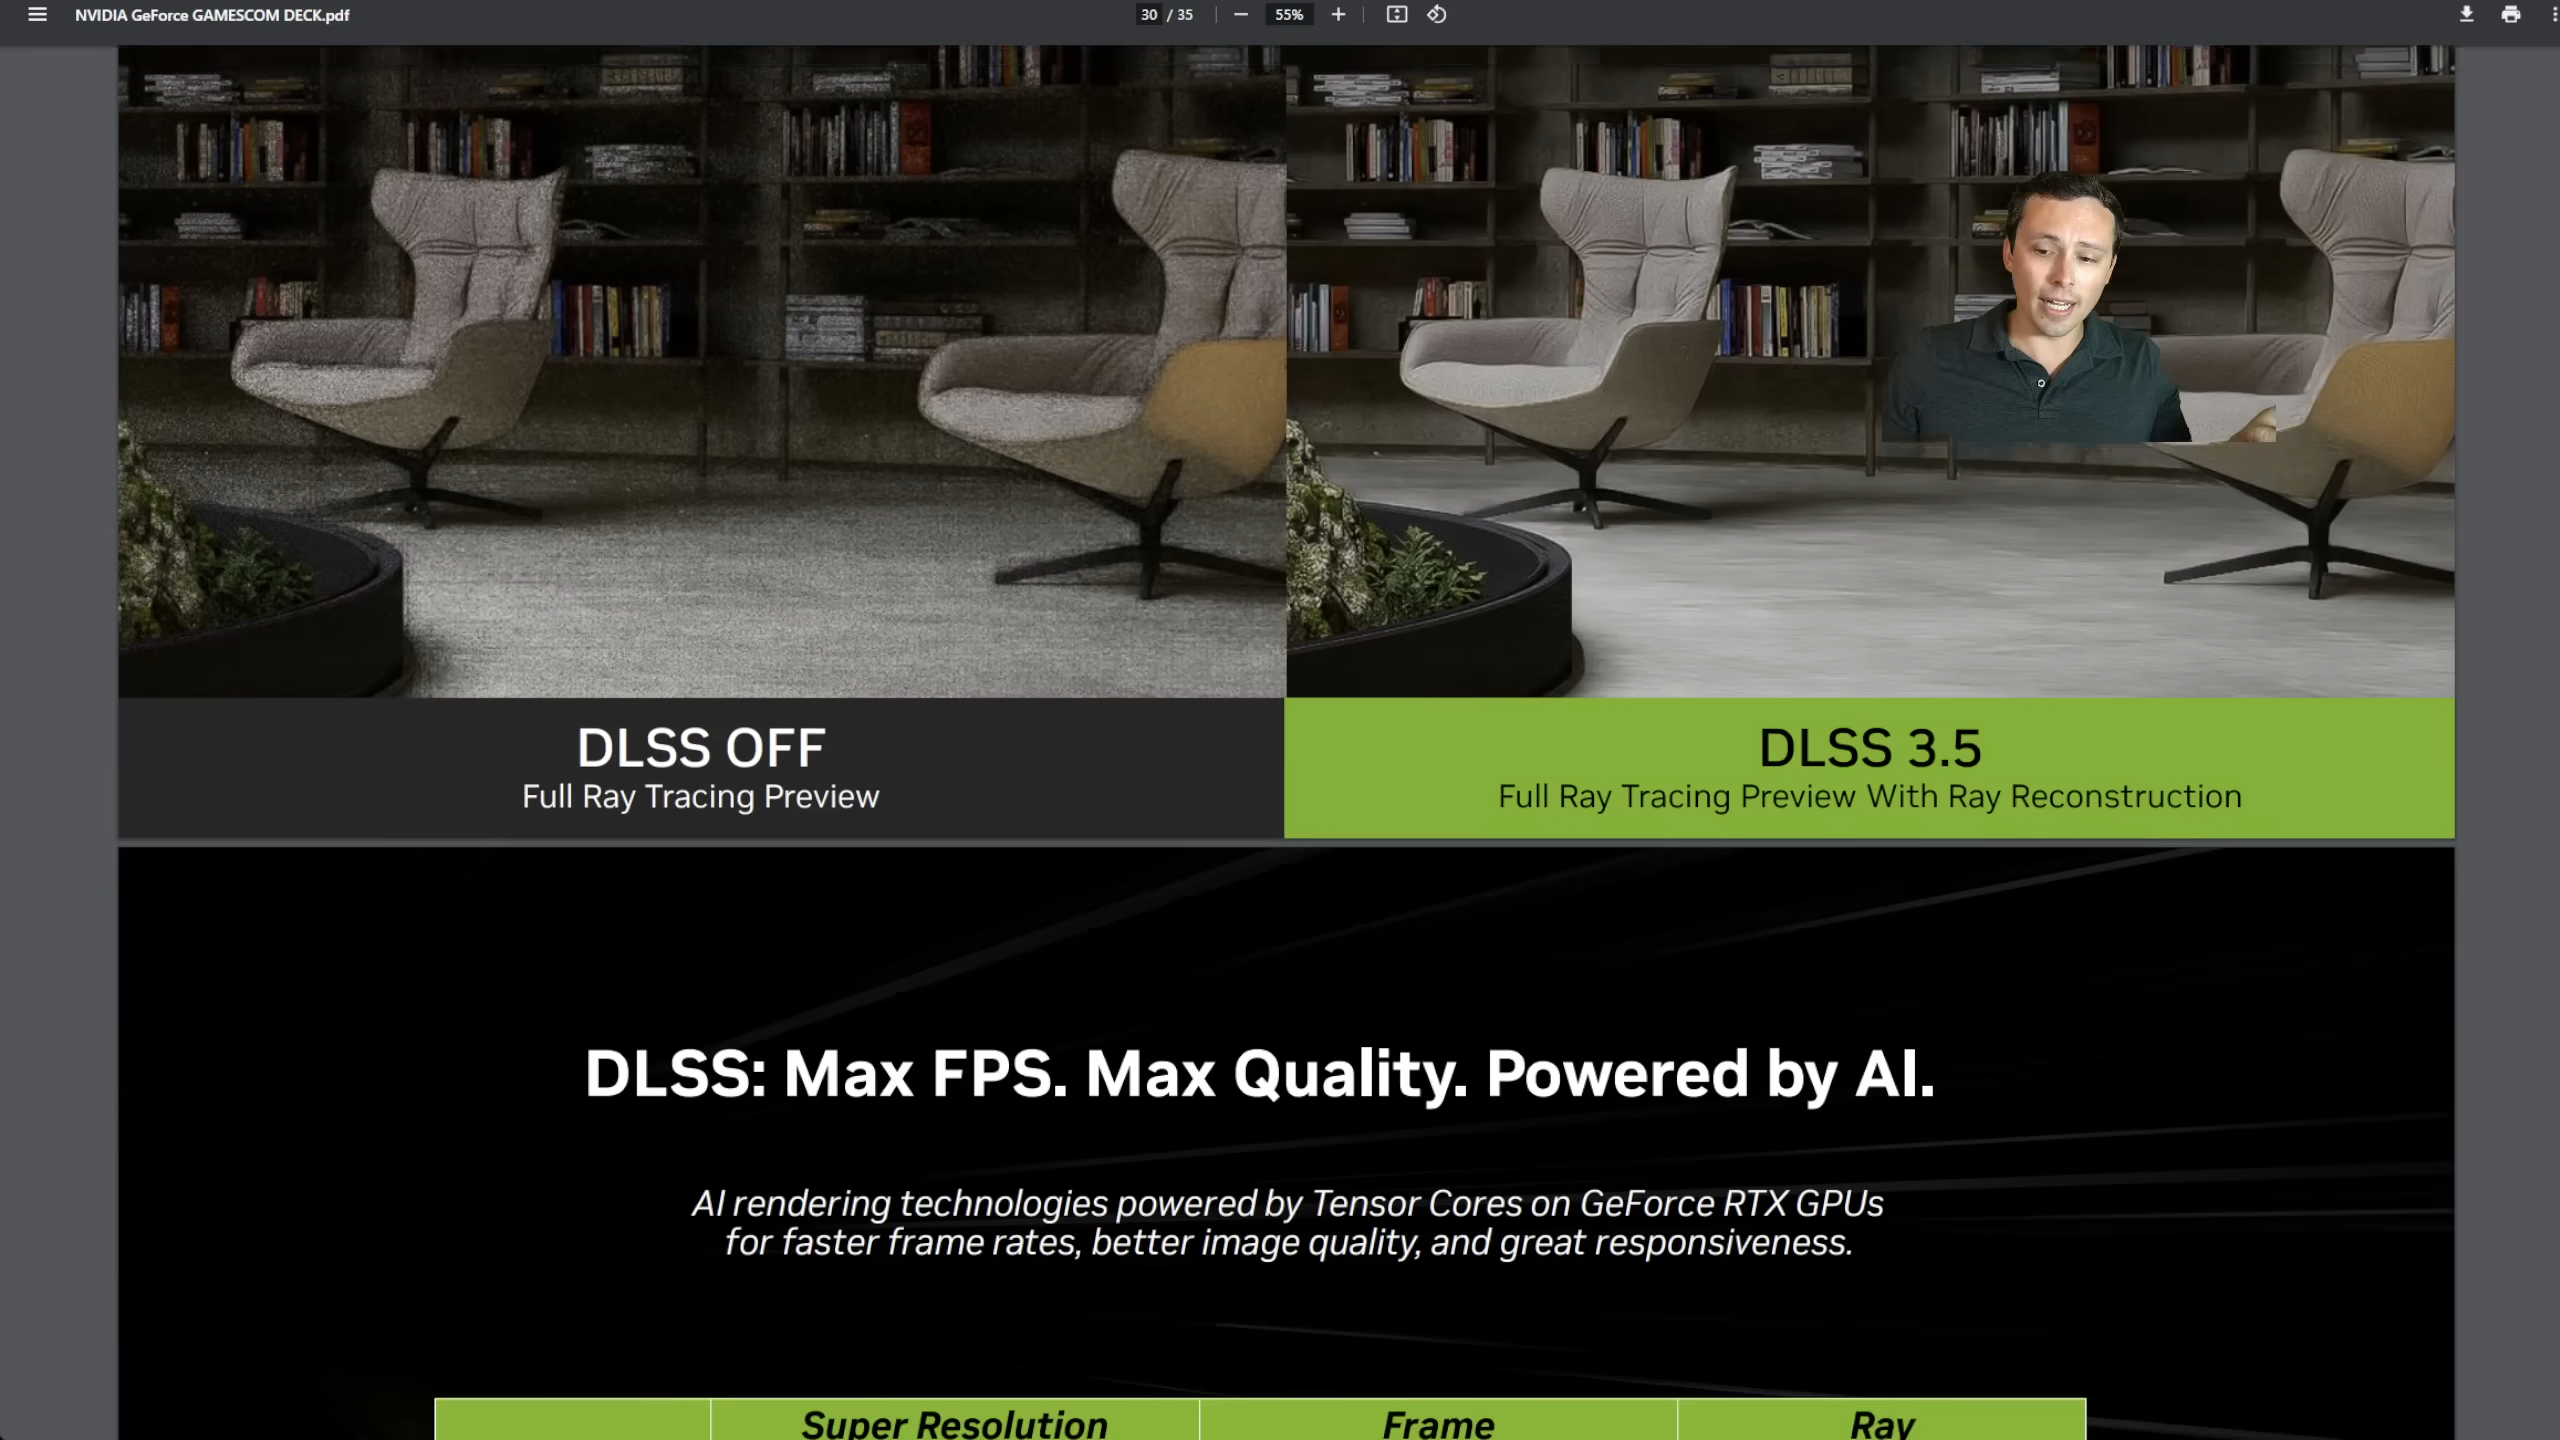 NVIDIA GeForce GAMESCOM DECK.pdf
30 / 35
55%
DLSS OFF
Full Ray Tracing Preview
DLSS 3.5
Full Ray Tracing Preview With Ray Reconstruction
DLSS: Max FPS. Max Quality. Powered by AI.
AI rendering technologies powered by Tensor Cores on GeForce RTX GPUs
for faster frame rates, better image quality, and great responsiveness.
Super Resolution
Frame
Ray